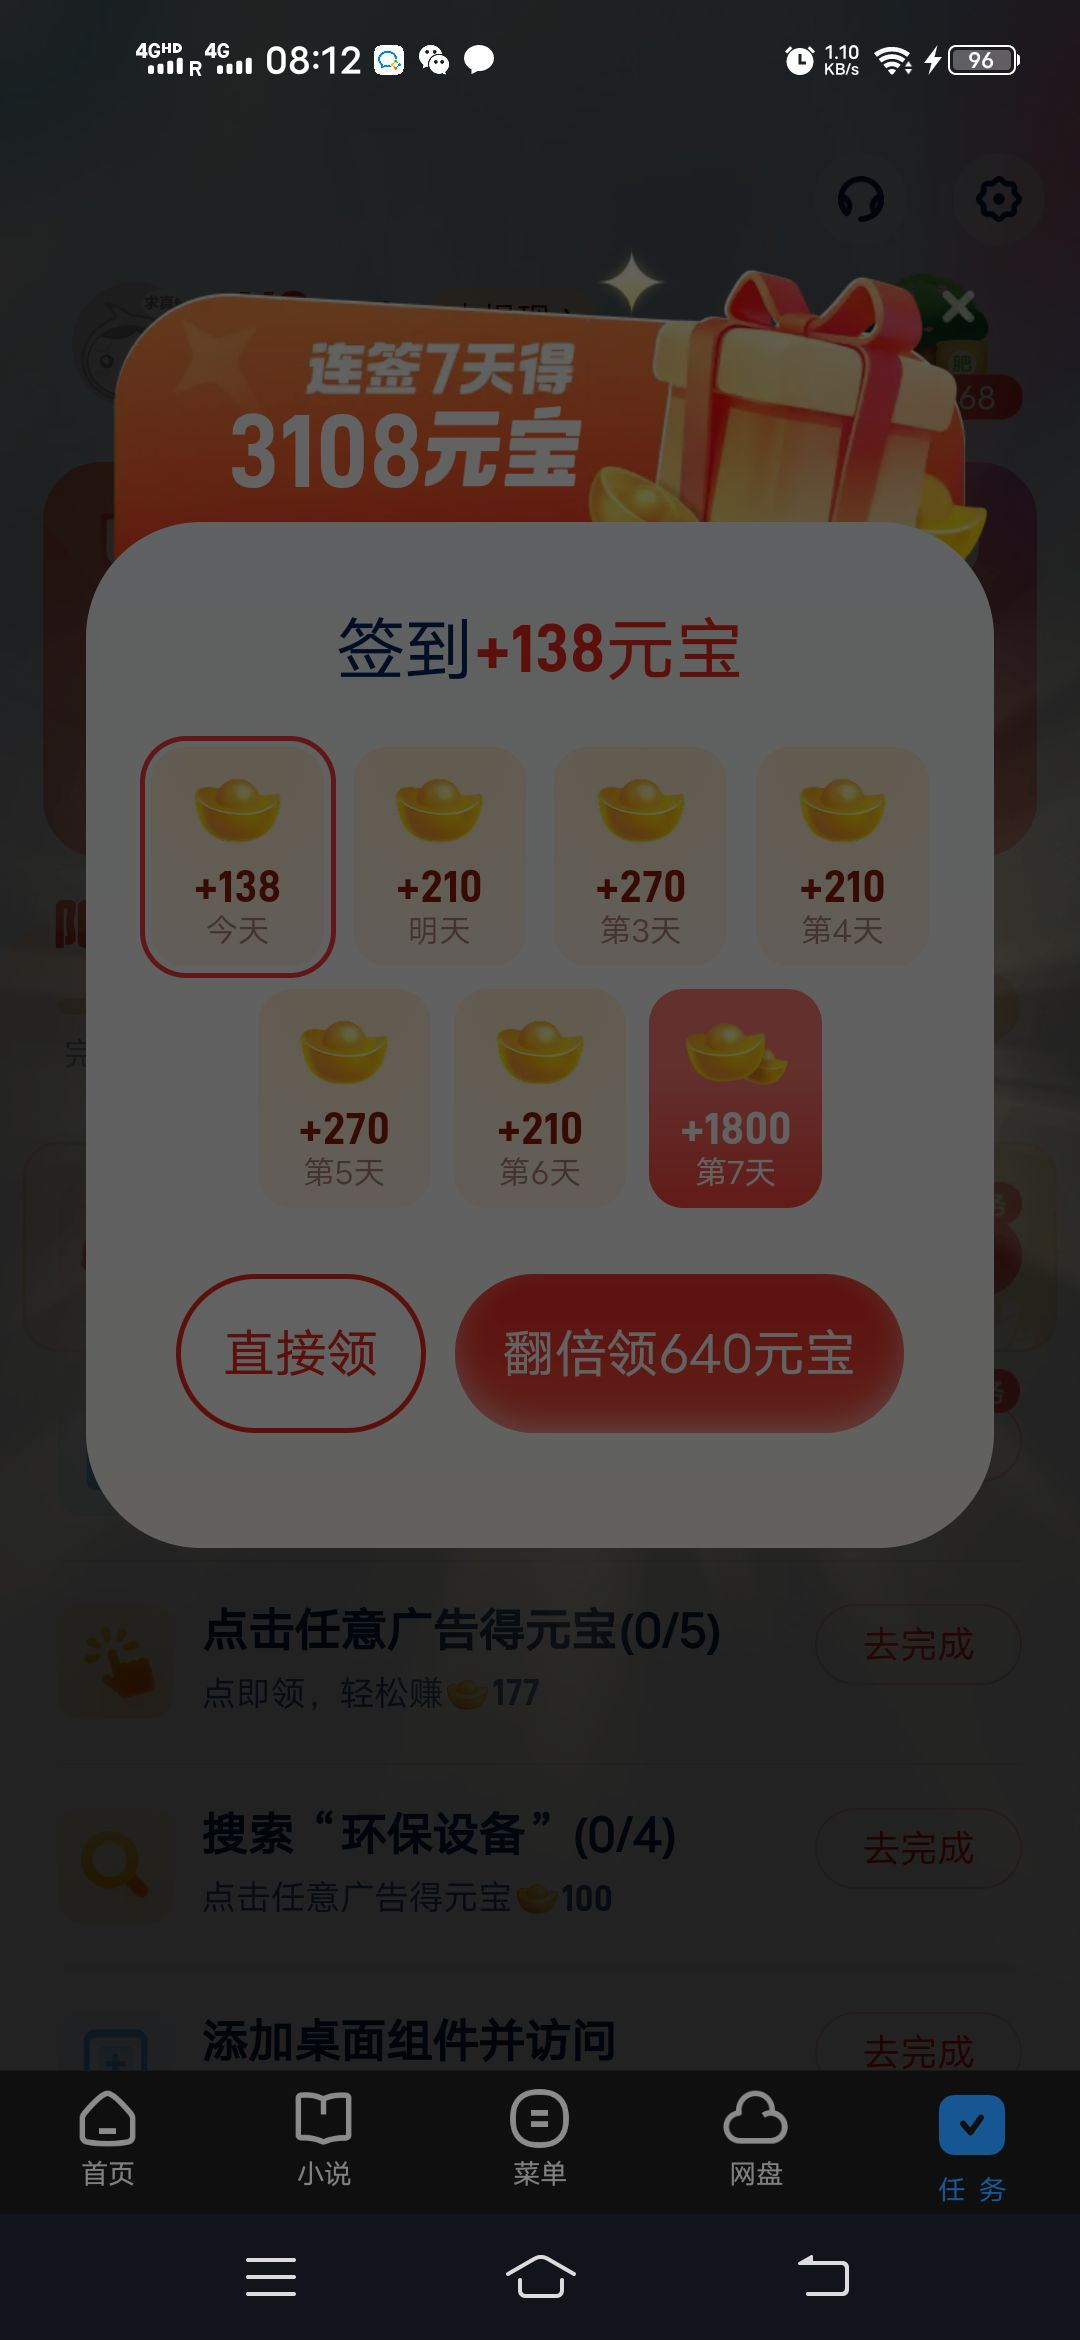 4GHD R 4G 08:12 1.10 KB/s 96
连签7天得
3108元宝
肥
68
签到+138元宝
+138 +210 +270 +210
今天 明天 第3天 第4天
+270 +210 +1800
第5天 第6天 第7天
直接领 翻倍领640元宝
点击任意广告得元宝(0/5)
去完成
点即领，轻松赚177
搜索“环保设备”(0/4)
去完成
点击任意广告得元宝100
添加桌面组件并访问
去完成
首页 小说 菜单 网盘 任务